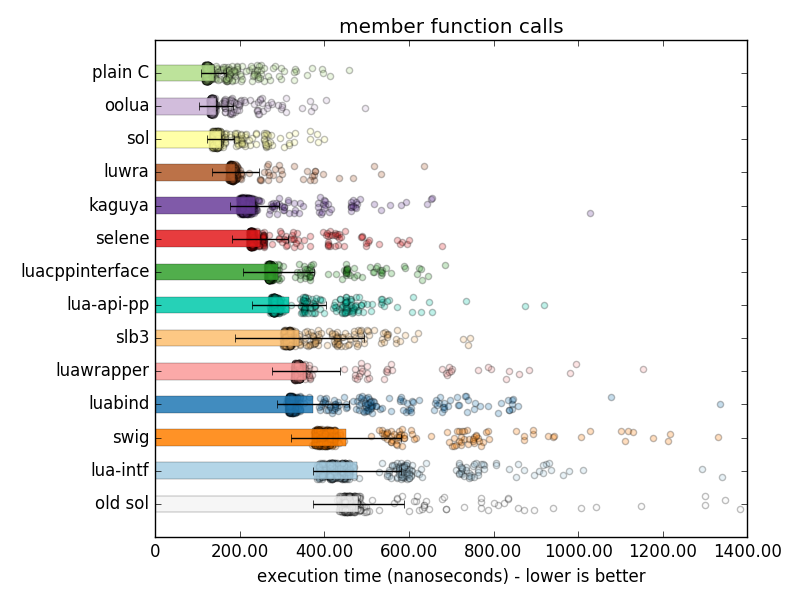 member function calls
plain C
oolua
sol
luwra
kaguya
selene
luacppinterface
lua-api-pp
slb3
luawrapper
luabind
swig
lua-intf
old sol
0 200.00 400.00 600.00 800.00 1000.00 1200.00 1400.00
execution time (nanoseconds) - lower is better